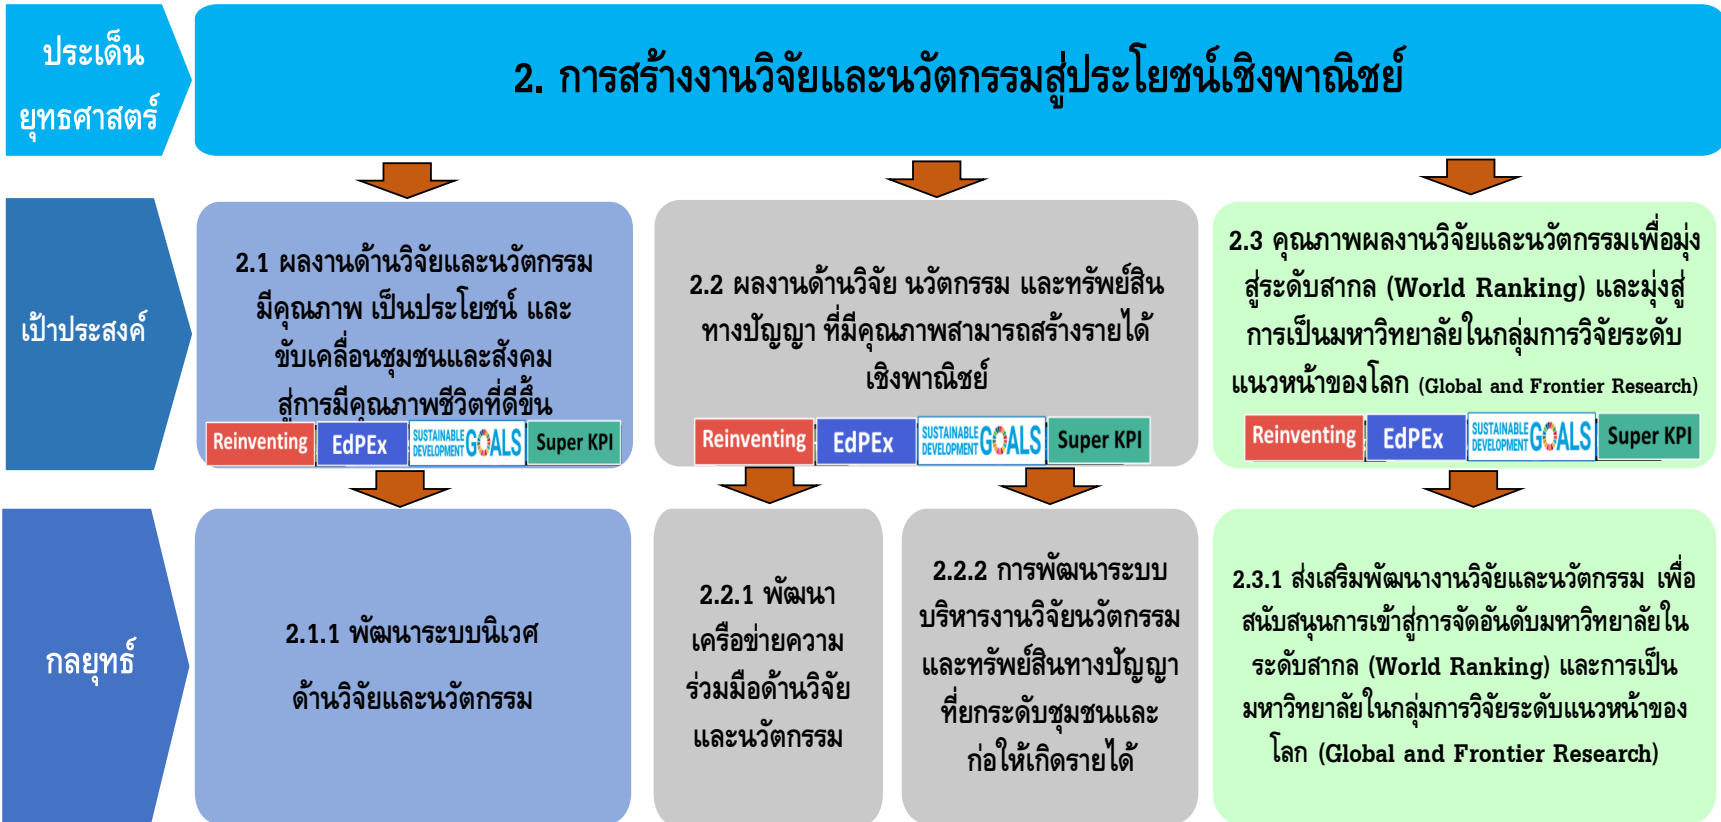 ประเด็น
ยุทธศาสตร์
2. การสร้างงานวิจัยและนวัตกรรมสู่ประโยชน์เชิงพาณิชย์
เป้าประสงค์
2.1 ผลงานด้านวิจัยและนวัตกรรม
มีคุณภาพ เป็นประโยชน์ และ
ขับเคลื่อนชุมชนและสังคม
สู่การมีคุณภาพชีวิตที่ดีขึ้น
Reinventing
EdPEx
SUSTAINABLE
DEVELOPMENT GOALS
Super KPI
2.2 ผลงานด้านวิจัย นวัตกรรม และทรัพย์สิน
ทางปัญญา ที่มีคุณภาพสามารถสร้างรายได้
เชิงพาณิชย์
Reinventing
EdPEx
SUSTAINABLE
DEVELOPMENT GOALS
Super KPI
2.3 คุณภาพผลงานวิจัยและนวัตกรรมเพื่อมุ่ง
สู่ระดับสากล (World Ranking) และมุ่งสู่
การเป็นมหาวิทยาลัยในกลุ่มการวิจัยระดับ
แนวหน้าของโลก (Global and Frontier Research)
Reinventing
EdPEx
SUSTAINABLE
DEVELOPMENT GOALS
Super KPI
กลยุทธ์
2.1.1 พัฒนาระบบนิเวศ
ด้านวิจัยและนวัตกรรม
2.2.1 พัฒนา
เครือข่ายความ
ร่วมมือด้านวิจัย
และนวัตกรรม
2.2.2 การพัฒนาระบบ
บริหารงานวิจัยนวัตกรรม
และทรัพย์สินทางปัญญา
ที่ยกระดับชุมชนและ
ก่อให้เกิดรายได้
2.3.1 ส่งเสริมพัฒนางานวิจัยและนวัตกรรม เพื่อ
สนับสนุนการเข้าสู่การจัดอันดับมหาวิทยาลัยใน
ระดับสากล (World Ranking) และการเป็น
มหาวิทยาลัยในกลุ่มการวิจัยระดับแนวหน้าของ
โลก (Global and Frontier Research)